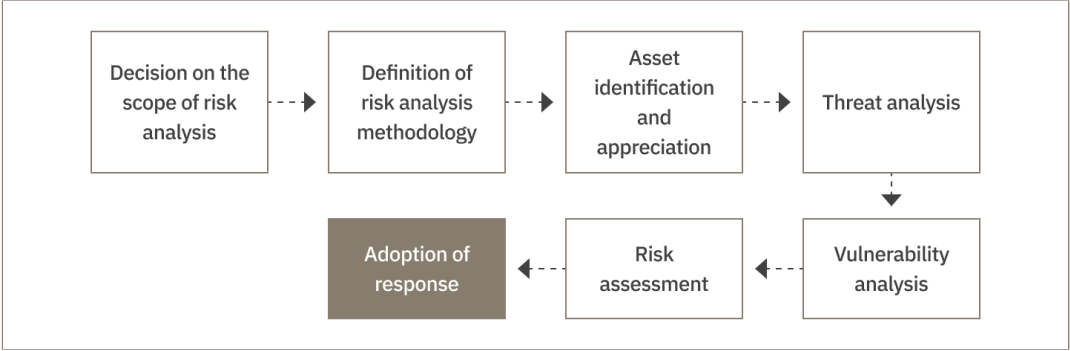 Decision on the
scope of risk
analysis
Definition of
risk analysis
methodology
Asset
identification
and
appreciation
Threat analysis
Vulnerability
analysis
Risk
assessment
Adoption of
response